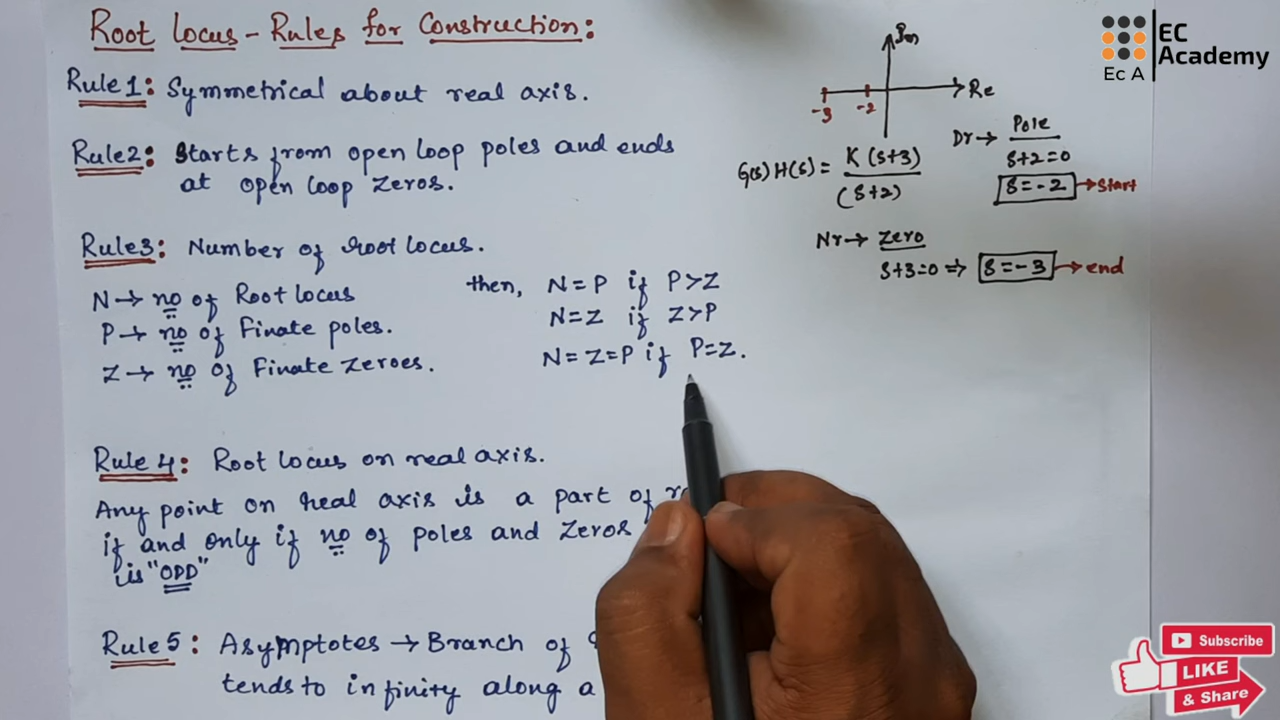 Root Locus - Rules for Construction:
Rule 1: Symmetrical about real axis.
Rule 2: Starts from open loop poles and ends
at open loop zeros.
Rule 3: Number of root locus.
N → no of Root locus
P → no of Finate poles.
Z → no of Finate zeroes.
then, N = P if P>Z
N = Z if Z>P
N = Z = P if P=Z.
Rule 4: Root locus on real axis.
Any point on real axis is a part of
if and only if no of poles and zeros
is "ODD"
Rule 5: Asymptotes → Branch of
tends to infinity along a
Im
Re
-3 -2
G(s) H(s) = K (s+3)
(s+2)
Dr → Pole
s+2=0
s=-2 → start
Nr → Zero
s+3=0 ⇒ s=-3 → end
EC
Academy
Ec A
Subscribe
LIKE
& Share